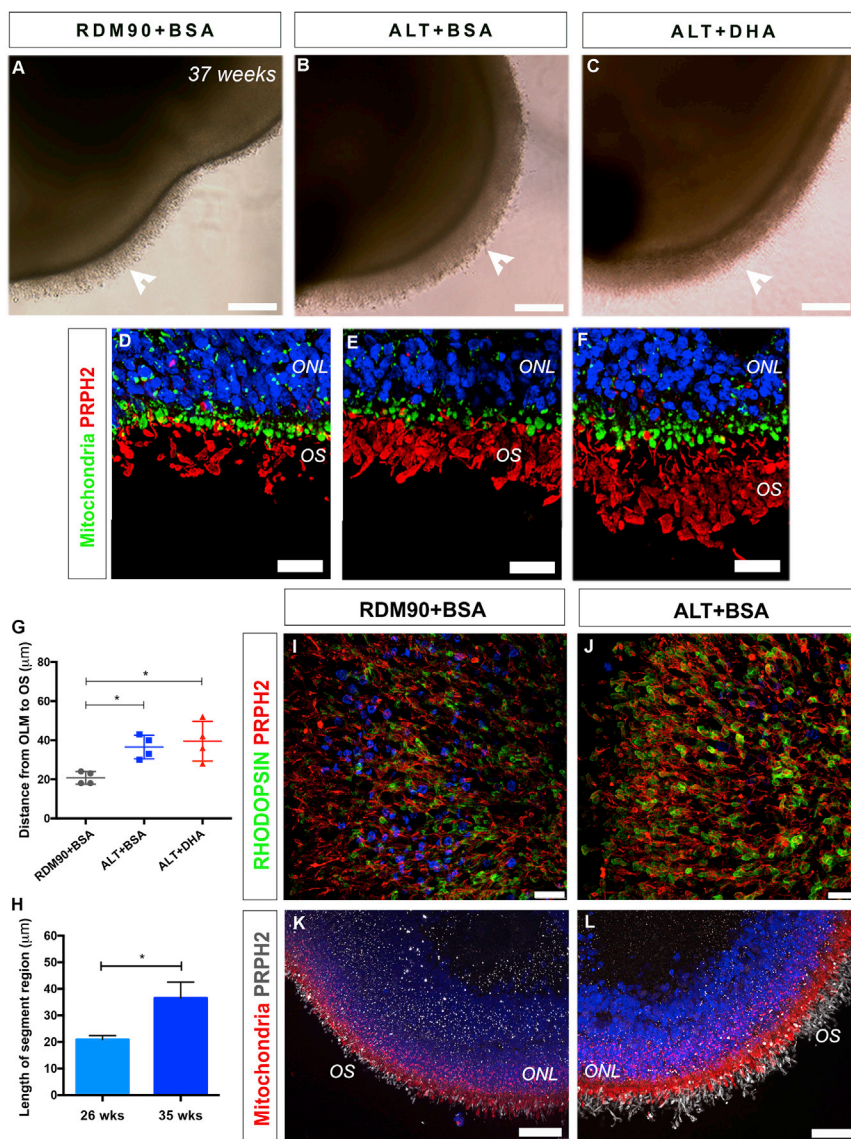 RDM90+BSA
ALT+BSA
ALT+DHA
A
37 weeks
B
C
Mitochondria PRPH2
D
ONL
OS
E
ONL
OS
F
ONL
OS
G
Distance from OLM to OS (μm)
80
60
40
20
0
*
*
RDM90+BSA
ALT+BSA
ALT+DHA
H
Length of segment region (μm)
60
50
40
30
20
10
0
*
26 wks
35 wks
RDM90+BSA
ALT+BSA
RHODOPSIN PRPH2
I
J
Mitochondria PRPH2
K
OS
ONL
L
OS
ONL